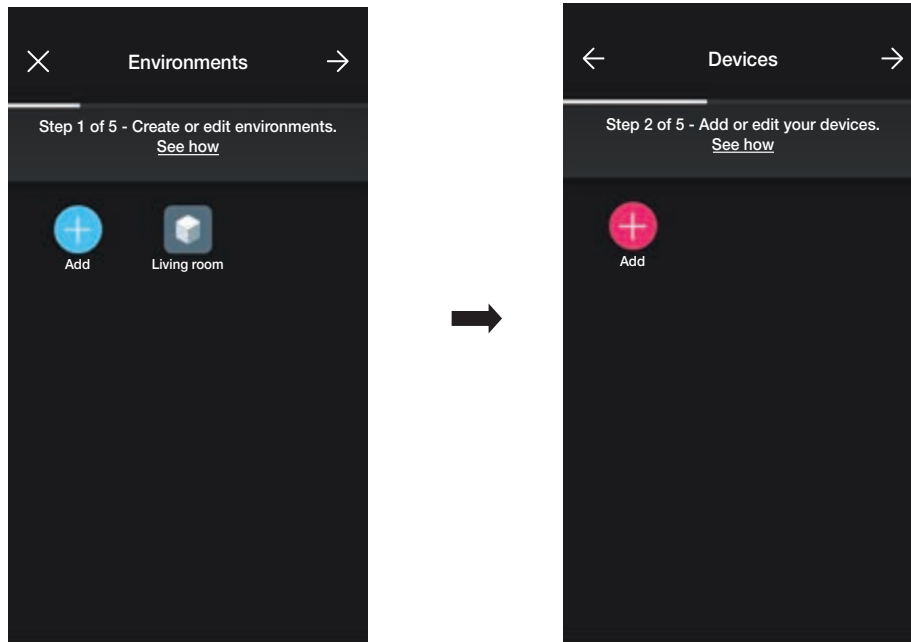 Environments
Step 1 of 5 - Create or edit environments.
See how
Add
Living room
Devices
Step 2 of 5 - Add or edit your devices.
See how
Add